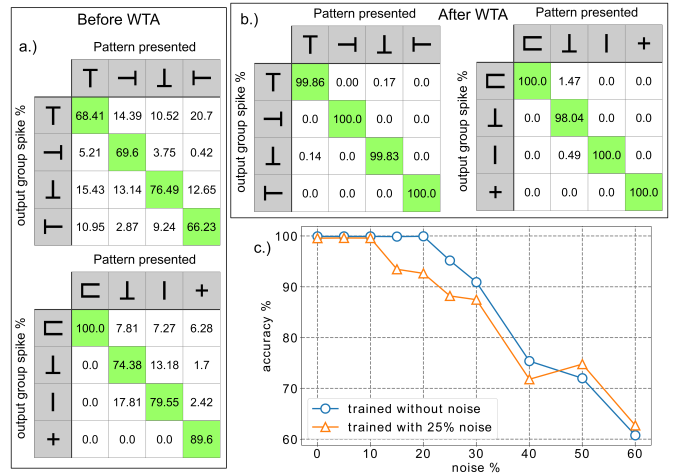 Before WTA
a.)
Pattern presented
output group spike %
68.41 14.39 10.52 20.7
5.21 69.6 3.75 0.42
15.43 13.14 76.49 12.65
10.95 2.87 9.24 66.23
Pattern presented
output group spike %
100.0 7.81 7.27 6.28
0.0 74.38 13.18 1.7
0.0 17.81 79.55 2.42
0.0 0.0 0.0 89.6
b.)
After WTA
Pattern presented
output group spike %
99.86 0.00 0.17 0.0
0.0 100.0 0.0 0.0
0.14 0.0 99.83 0.0
0.0 0.0 0.0 100.0
Pattern presented
output group spike %
100.0 1.47 0.0 0.0
0.0 98.04 0.0 0.0
0.0 0.49 100.0 0.0
0.0 0.0 0.0 100.0
c.)
accuracy %
100
90
80
70
60
trained without noise
trained with 25% noise
0 10 20 30 40 50 60
noise %